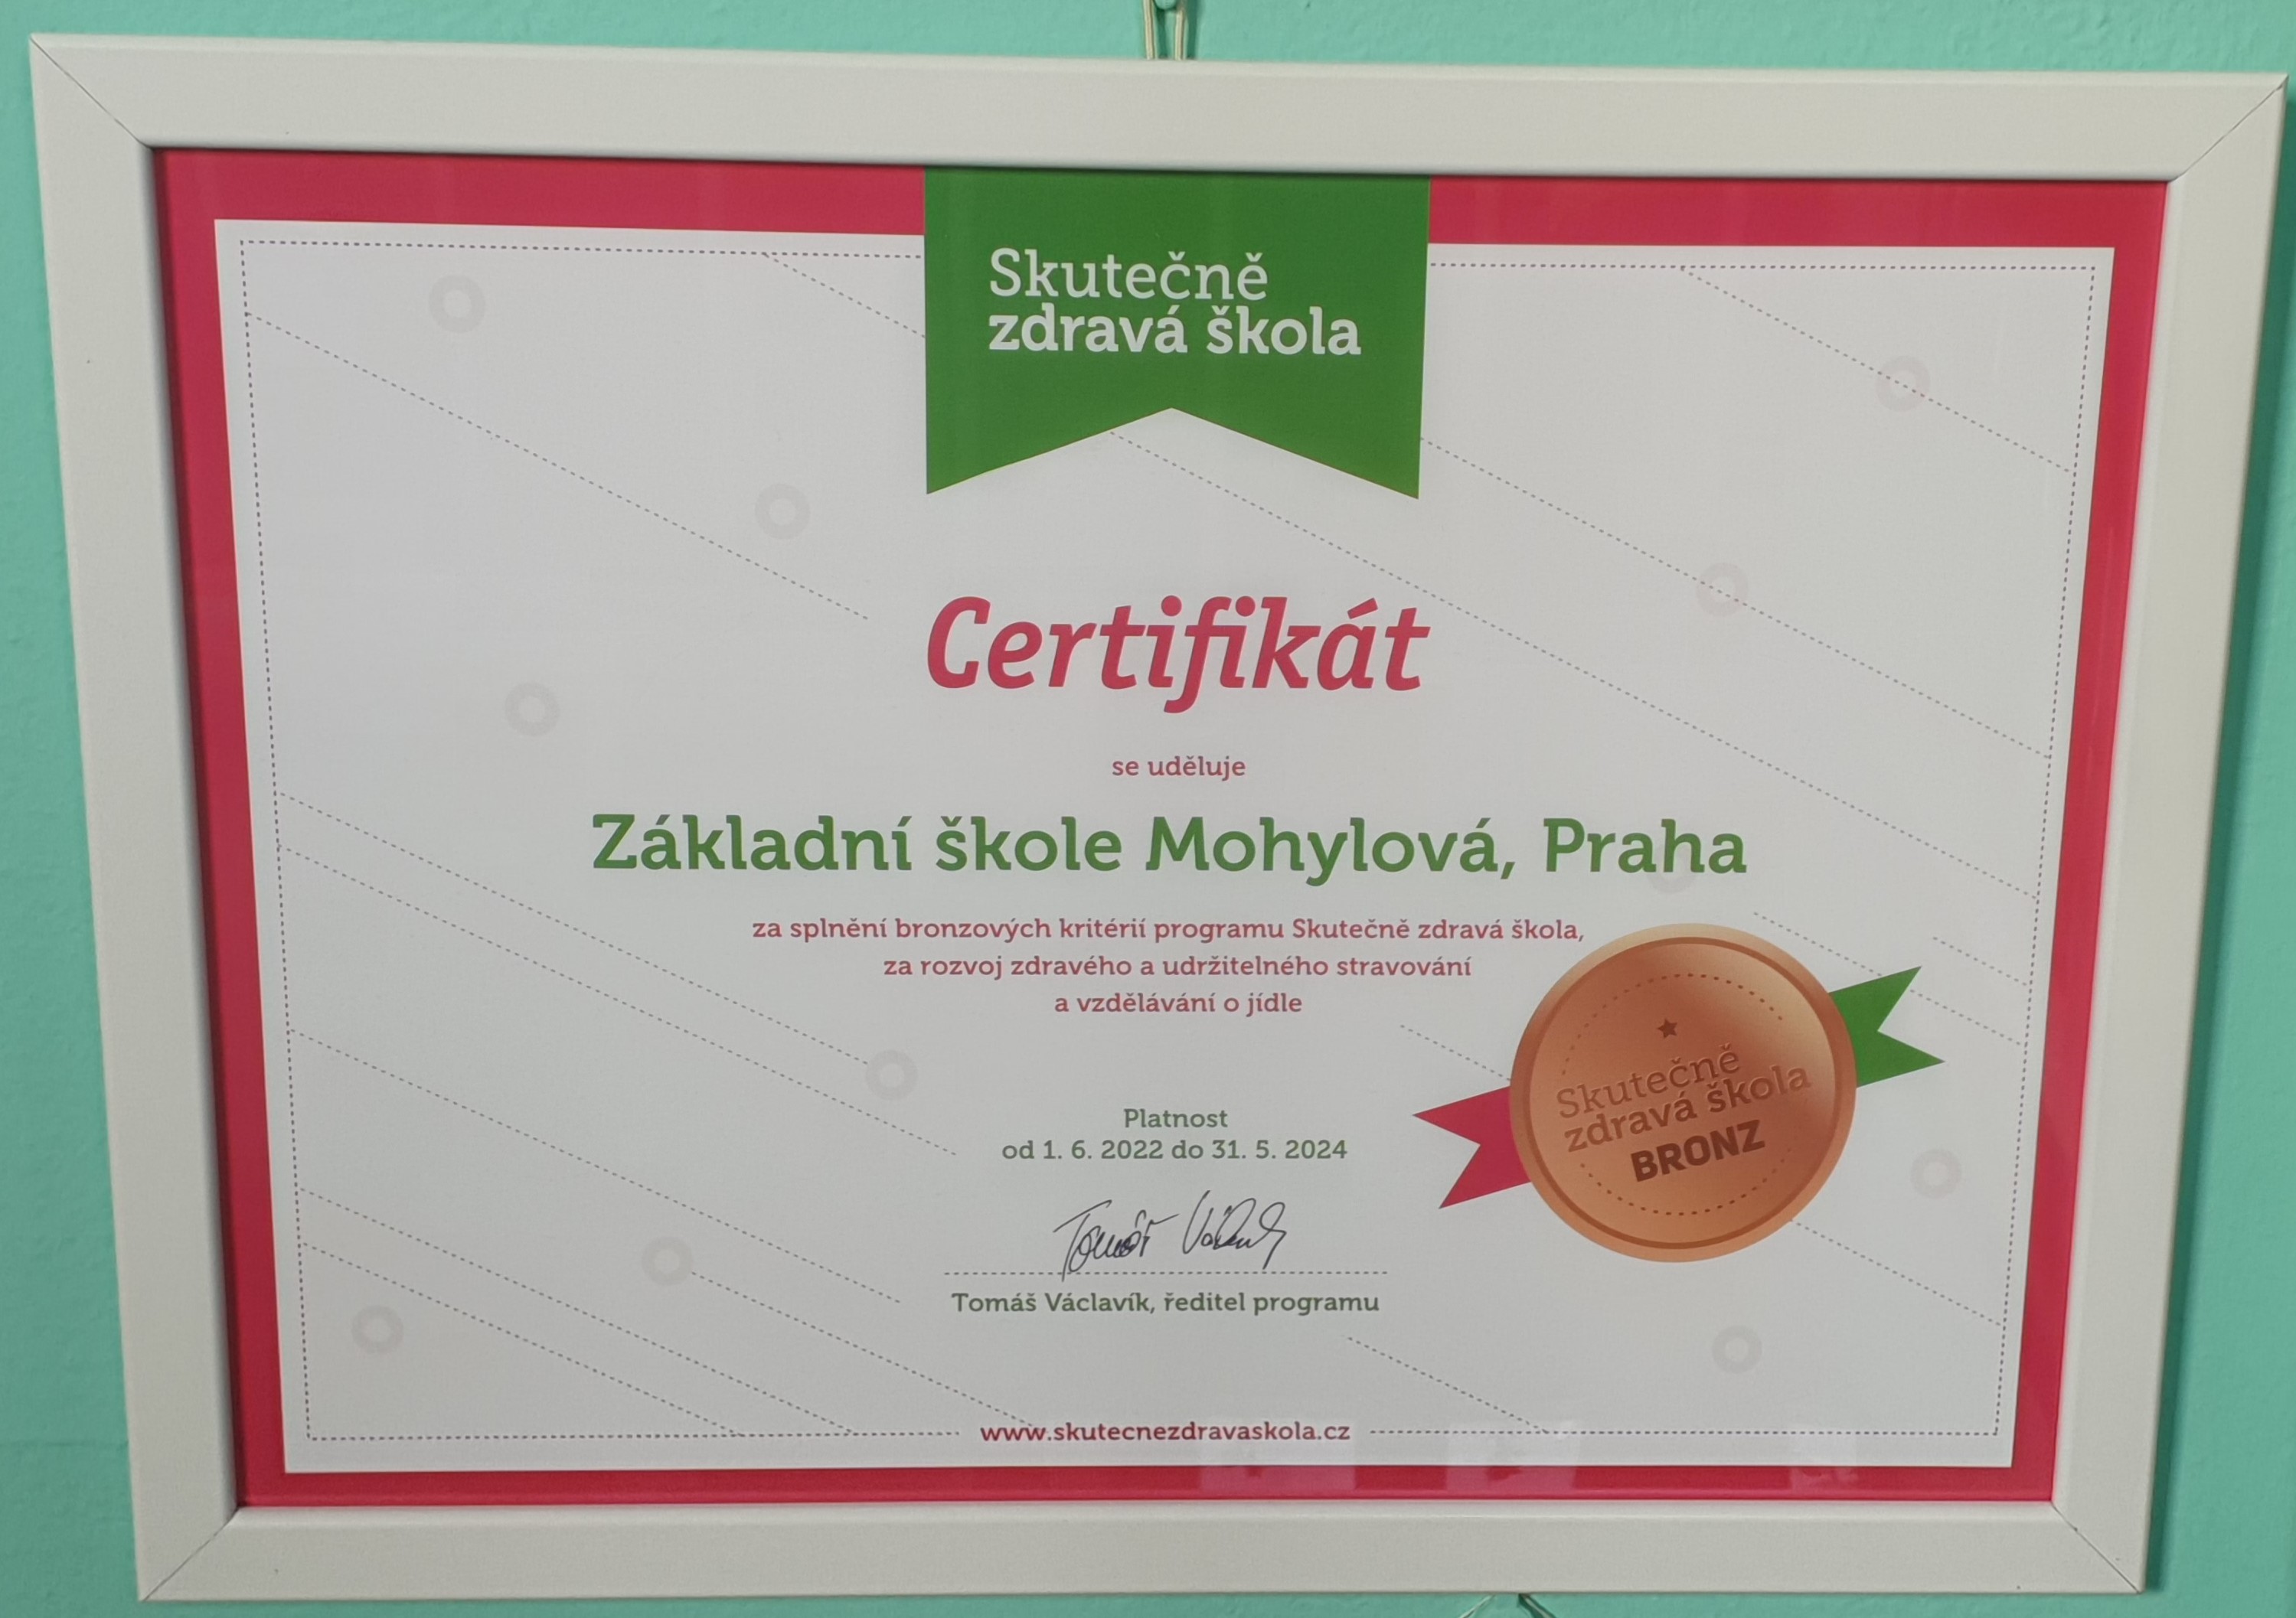 Skutečně
zdravá škola
Certifikát
se uděluje
Základní škole Mohylová, Praha
za splnění bronzových kritérií programu Skutečně zdravá škola,
za rozvoj zdravého a udržitelného stravování
a vzdělávání o jídle
Skutečně
zdravá škola
BRONZ
Platnost
od 1. 6. 2022 do 31. 5. 2024
Tomáš Václavík, ředitel programu
www.skutecnezdravaskola.cz